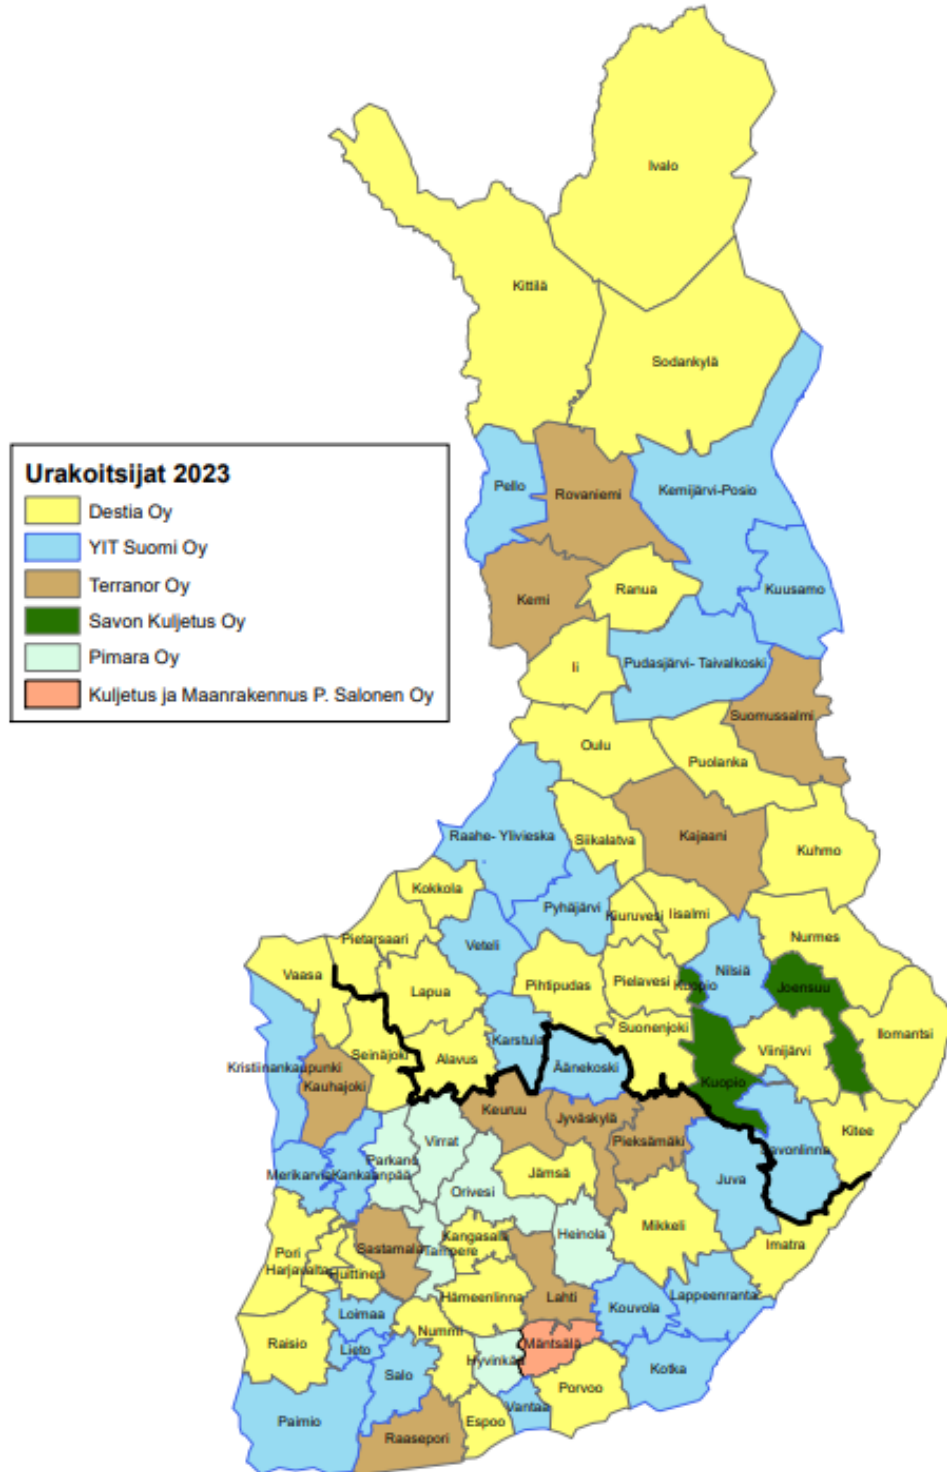 Ivalo
Kittilä
Sodankylä
Urakoitsijat 2023
Destia Oy
YIT Suomi Oy
Terranor Oy
Savon Kuljetus Oy
Pimara Oy
Kuljetus ja Maanrakennus P. Salonen Oy
Pello
Rovaniemi
Kemijärvi-Posio
Kemi
Ranua
Kuusamo
Ii
Pudasjärvi- Taivalkoski
Suomussalmi
Oulu
Puolanka
Raahe- Ylivieska
Siikalatva
Kajaani
Kuhmo
Kokkola
Pyhäjärvi
Kiuruvesi
Iisalmi
Pietarsaari
Veteli
Nurmes
Vaasa
Lapua
Pihtipudas
Pielavesi
Kuopio
Nilsiä
Joensuu
Suonenjoki
Ilomantsi
Seinäjoki
Alavus
Karstula
Viinijärvi
Kristiinankaupunki
Äänekoski
Kauhajoki
Kuopio
Keuruu
Jyväskylä
Kitee
Virrat
Pieksämäki
Savonlinna
Parkano
Merikarvia
Kankaanpää
Jämsä
Juva
Orivesi
Mikkeli
Kangasala
Heinola
Imatra
Pori
Sastamala
Tampere
Harjavalta
Huittinen
Hämeenlinna
Lahti
Lappeenranta
Loimaa
Kouvola
Raisio
Nummi
Mäntsälä
Lieto
Hyvinkää
Salo
Kotka
Porvoo
Vantaa
Paimio
Espoo
Raasepori